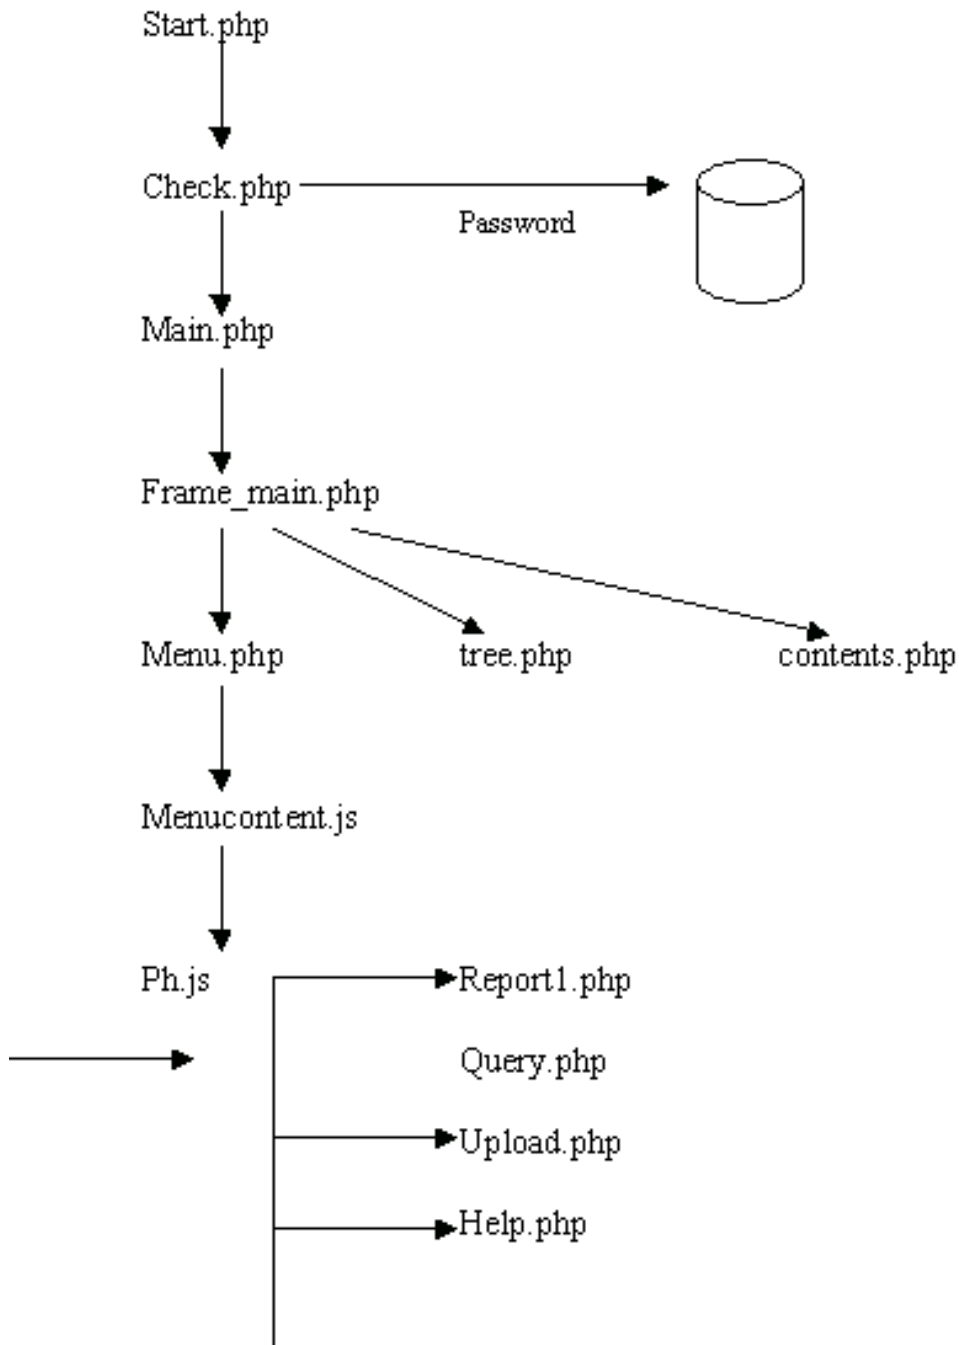 Start.php
Check.php
Password
Main.php
Frame_main.php
Menu.php tree.php contents.php
Menucontent.js
Ph.js Report1.php
Query.php
Upload.php
Help.php